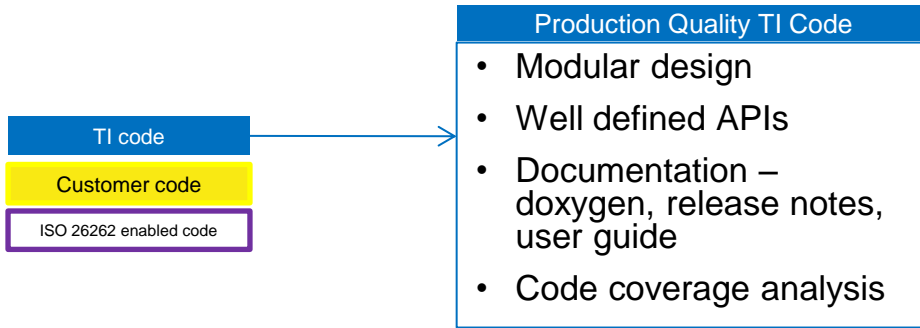 TI code
Customer code
ISO 26262 enabled code
Production Quality TI Code
• Modular design
• Well defined APIs
• Documentation –
doxygen, release notes,
user guide
• Code coverage analysis